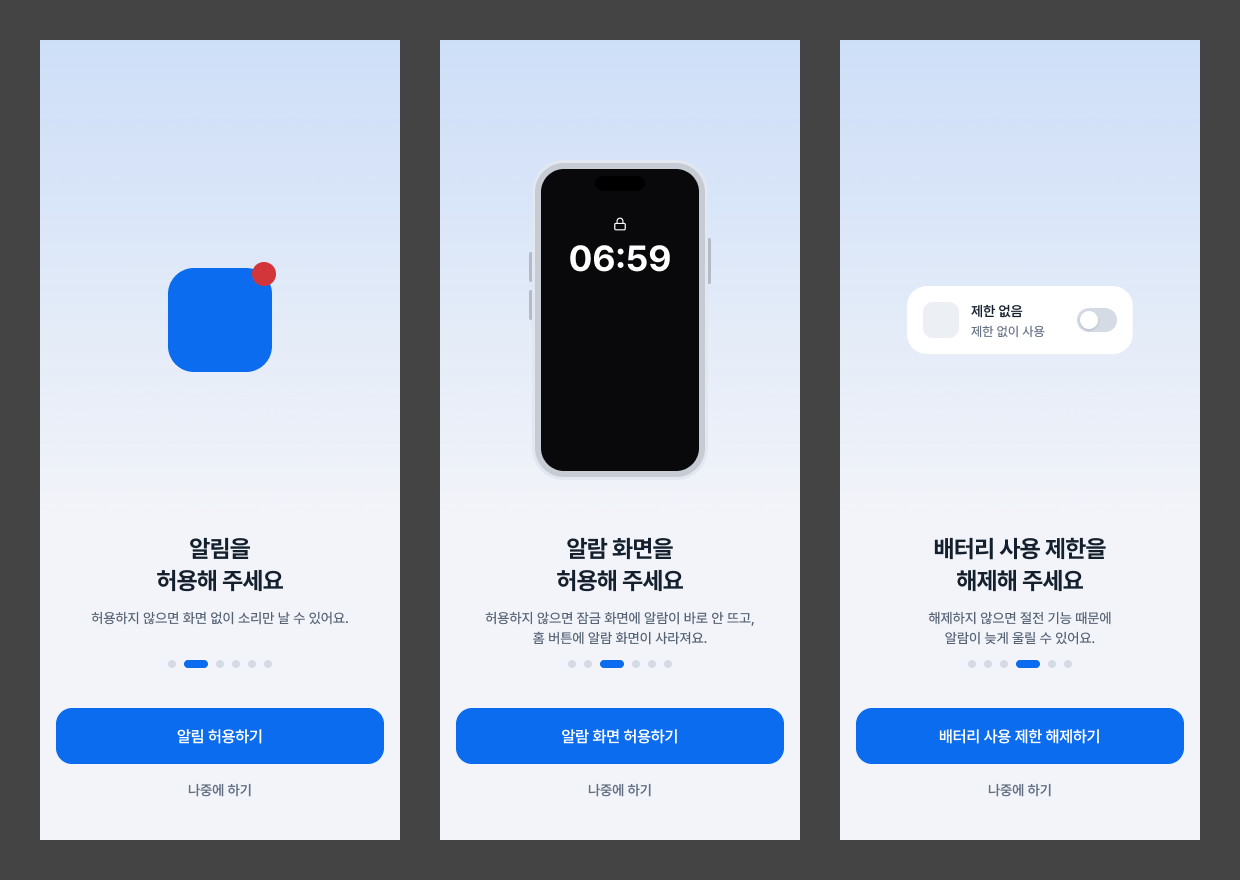 알림을
허용해 주세요
허용하지 않으면 화면 없이 소리만 날 수 있어요.
알림 허용하기
나중에 하기
06:59
알람 화면을
허용해 주세요
허용하지 않으면 잠금 화면에 알람이 바로 안 뜨고,
홈 버튼에 알람 화면이 사라져요.
알람 화면 허용하기
나중에 하기
제한 없음
제한 없이 사용
배터리 사용 제한을
해제해 주세요
해제하지 않으면 절전 기능 때문에
알람이 늦게 울릴 수 있어요.
배터리 사용 제한 해제하기
나중에 하기